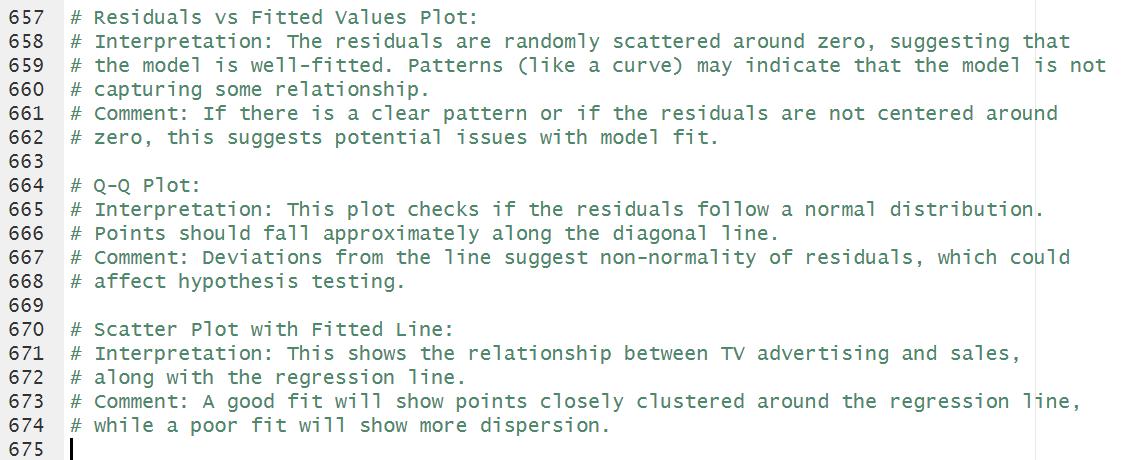 657 # Residuals vs Fitted Values Plot:
658 # Interpretation: The residuals are randomly scattered around zero, suggesting that
659 # the model is well-fitted. Patterns (like a curve) may indicate that the model is not
660 # capturing some relationship.
661 # Comment: If there is a clear pattern or if the residuals are not centered around
662 # zero, this suggests potential issues with model fit.
663
664 # Q-Q Plot:
665 # Interpretation: This plot checks if the residuals follow a normal distribution.
666 # Points should fall approximately along the diagonal line.
667 # Comment: Deviations from the line suggest non-normality of residuals, which could
668 # affect hypothesis testing.
669
670 # Scatter Plot with Fitted Line:
671 # Interpretation: This shows the relationship between TV advertising and sales,
672 # along with the regression line.
673 # Comment: A good fit will show points closely clustered around the regression line,
674 # while a poor fit will show more dispersion.
675